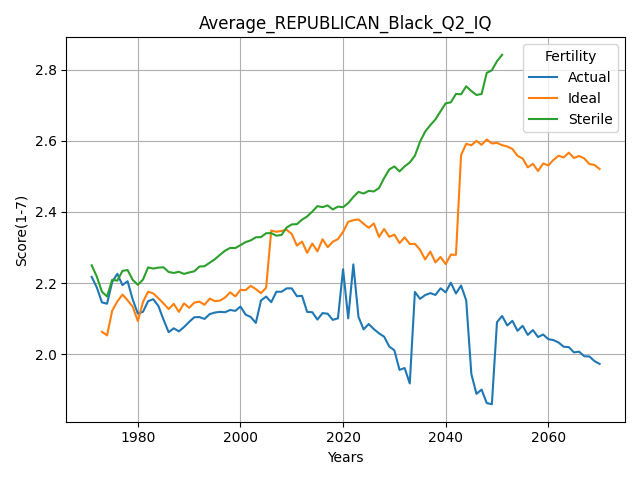 Average_REPUBLICAN_Black_Q2_IQ
Fertility
Actual
Ideal
Sterile
Score(1-7)
2.8
2.6
2.4
2.2
2.0
1980
2000
2020
2040
2060
Years